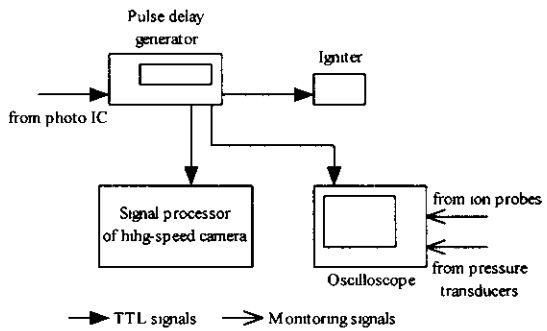 Pulse delay
generator
Igniter
from photo IC
Signal processor
of hihg-speed camera
from ion probes
from pressure
transducers
Oscilloscope
TTL signals
Monitoring signals